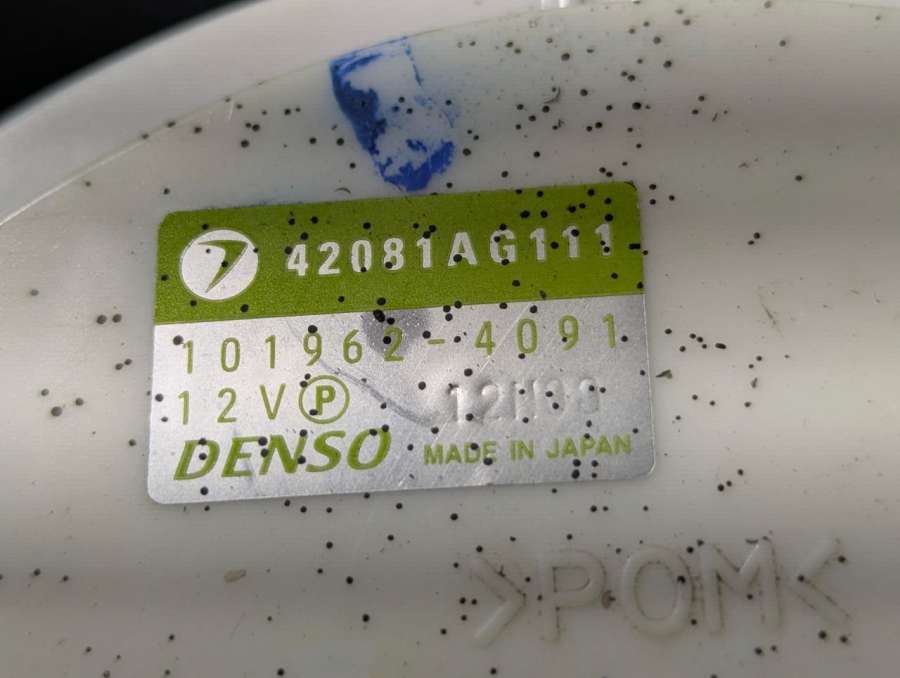 42081AG111
101962-4091
12V P
DENSO MADE IN JAPAN
>POM<